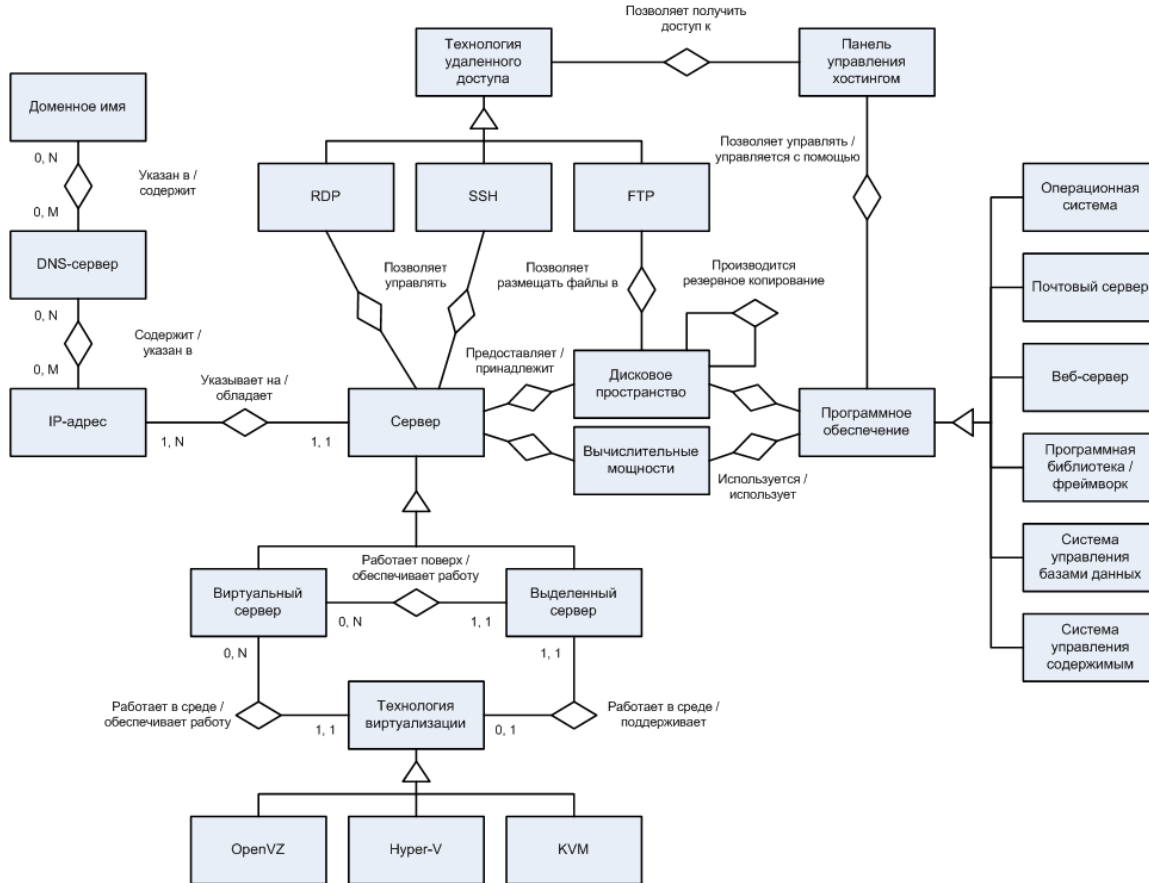 Позволяет получить
доступ к
Технология
удаленного
доступа
Панель
управления
хостингом
Доменное имя
0, N
Указан в /
содержит
0, M
DNS-сервер
0, N
Содержит /
указан в
0, M
IP-адрес
1, N
Указывает на /
обладает
1, 1
RDP
SSH
FTP
Позволяет управлять /
управляется с помощью
Позволяет
управлять
Позволяет
размещать файлы в
Производится
резервное копирование
Предоставляет /
принадлежит
Сервер
Дисковое
пространство
Вычислительные
мощности
Используется /
использует
Программное
обеспечение
Операционная
система
Почтовый сервер
Веб-сервер
Программная
библиотека /
фреймворк
Система
управления
базами данных
Система
управления
содержимым
Работает поверх /
обеспечивает работу
Виртуальный
сервер
0, N
1, 1
Выделенный
сервер
0, N
1, 1
Работает в среде /
обеспечивает работу
1, 1
Технология
виртуализации
0, 1
Работает в среде /
поддерживает
OpenVZ
Hyper-V
KVM